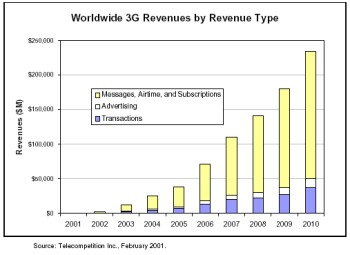 Worldwide 3G Revenues by Revenue Type
$250,000
$200,000
$150,000
$100,000
$50,000
$0
Revenues ($M)
Messages, Airtime, and Subscriptions
Advertising
Transactions
2001 2002 2003 2004 2005 2006 2007 2008 2009 2010
Source: Telecompetition Inc., February 2001.